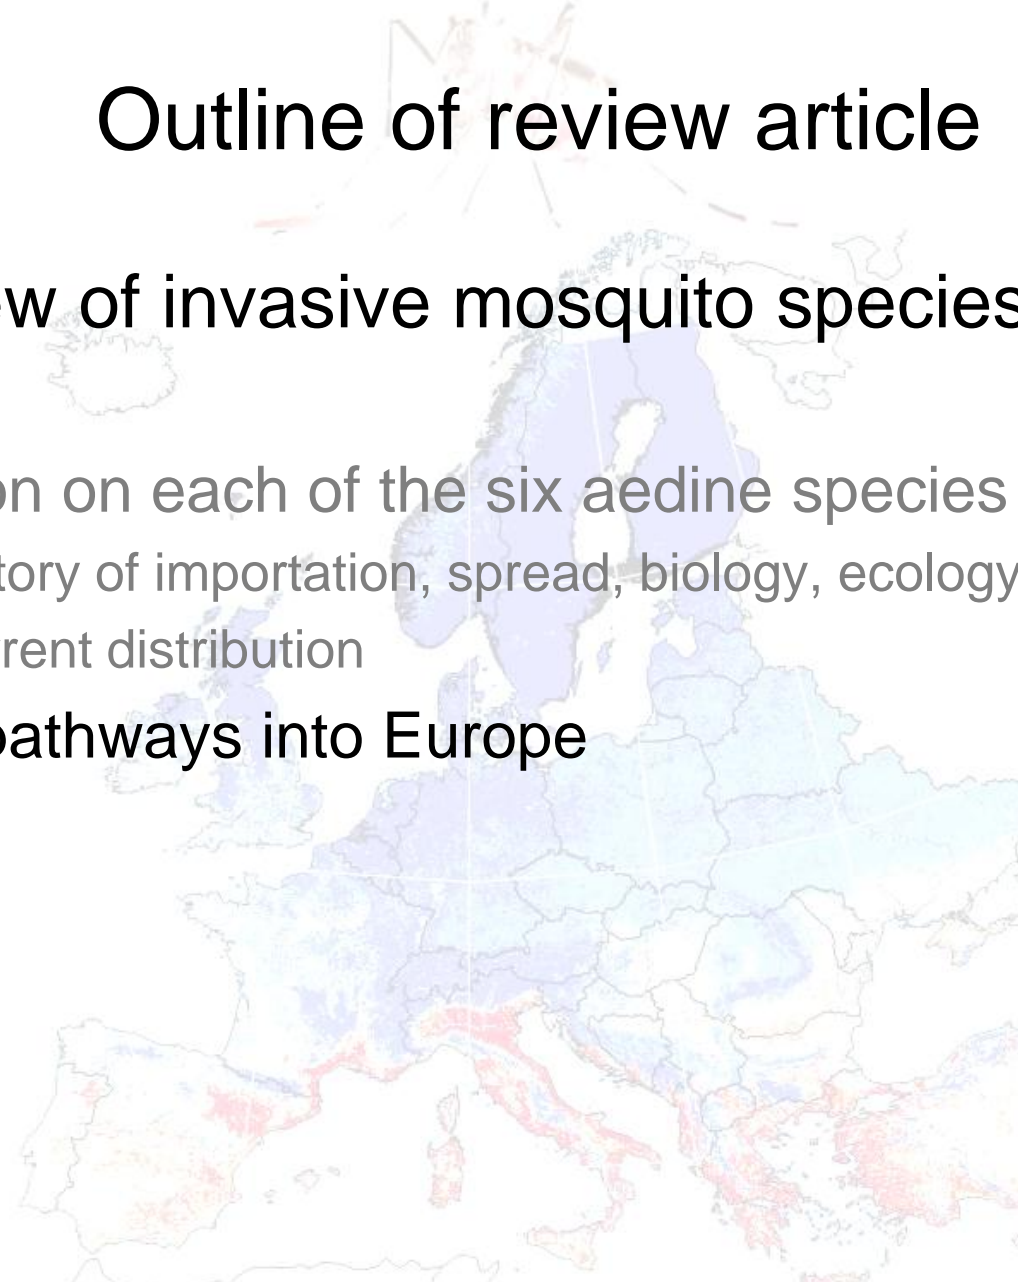 Outline of review article
w of invasive mosquito species
on on each of the six aedine species
tory of importation, spread, biology, ecology
rent distribution
pathways into Europe